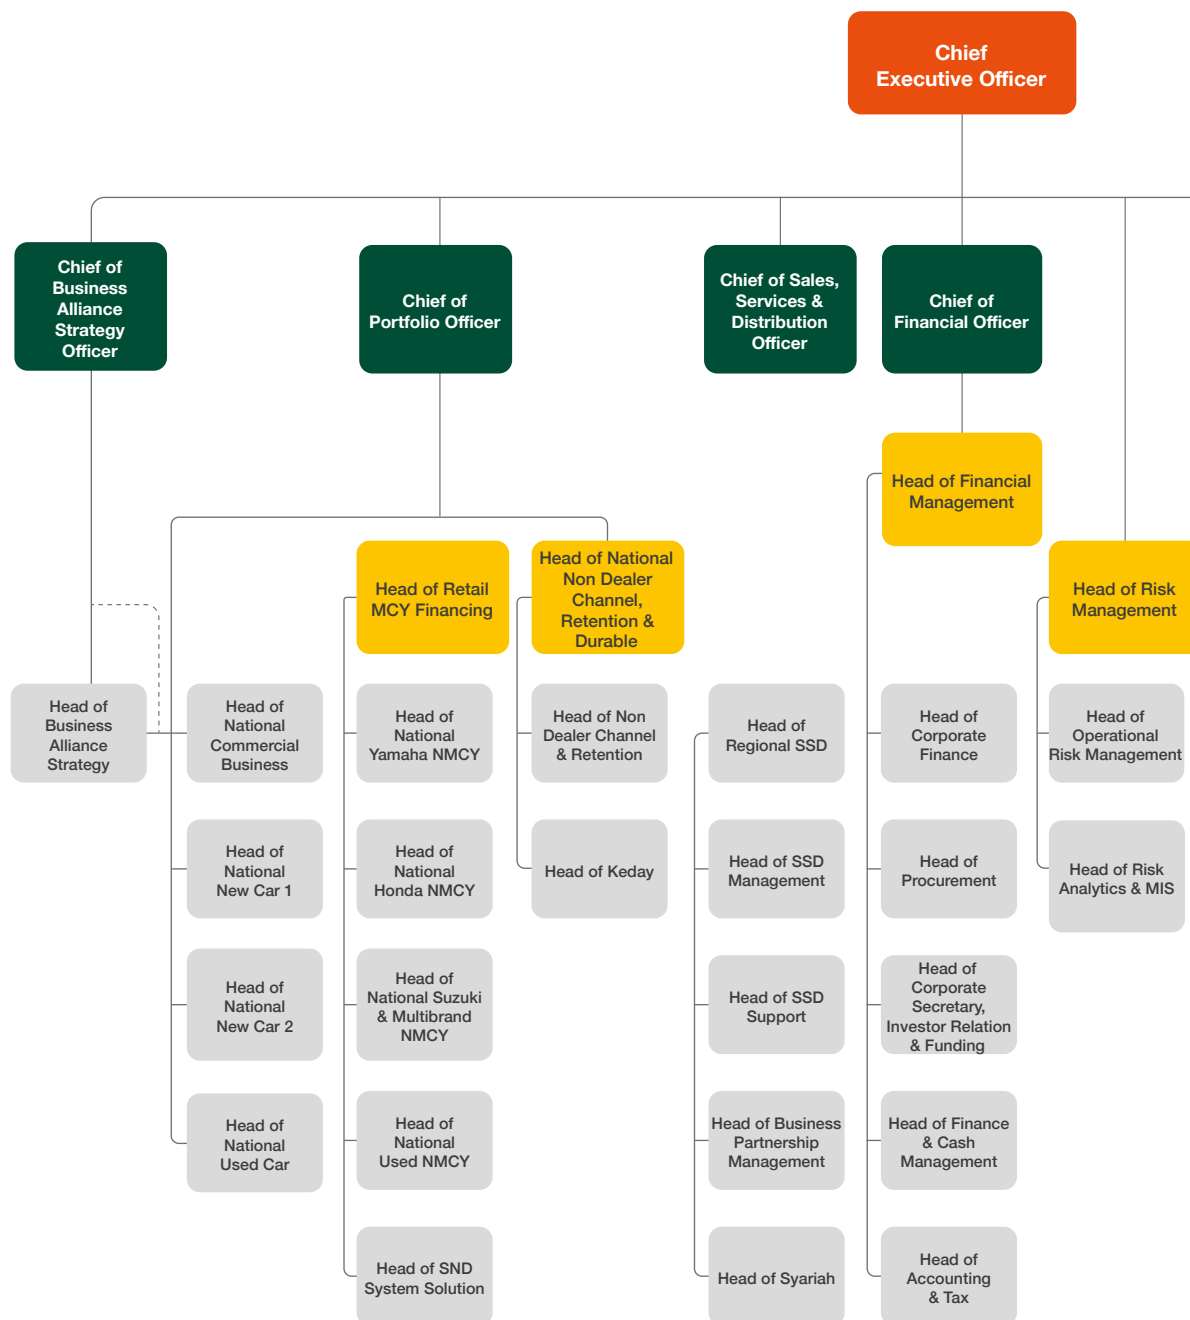 Chief
Executive Officer
Chief of
Business
Alliance
Strategy
Officer
Chief of
Portfolio Officer
Chief of Sales,
Services &
Distribution
Officer
Chief of
Financial Officer
Head of Financial
Management
Head of Retail
MCY Financing
Head of National
Non Dealer
Channel,
Retention &
Durable
Head of Risk
Management
Head of
Business
Alliance
Strategy
Head of
National
Commercial
Business
Head of
National
Yamaha NMCY
Head of Non
Dealer Channel
& Retention
Head of
Regional SSD
Head of
Corporate
Finance
Head of
Operational
Risk Management
Head of
National
New Car 1
Head of
National
Honda NMCY
Head of Keday
Head of SSD
Management
Head of
Procurement
Head of Risk
Analytics & MIS
Head of
National
New Car 2
Head of
National Suzuki
& Multibrand
NMCY
Head of SSD
Support
Head of
Corporate
Secretary,
Investor Relation
& Funding
Head of
National
Used Car
Head of
National
Used NMCY
Head of Business
Partnership
Management
Head of Finance
& Cash
Management
Head of SND
System Solution
Head of Syariah
Head of
Accounting
& Tax